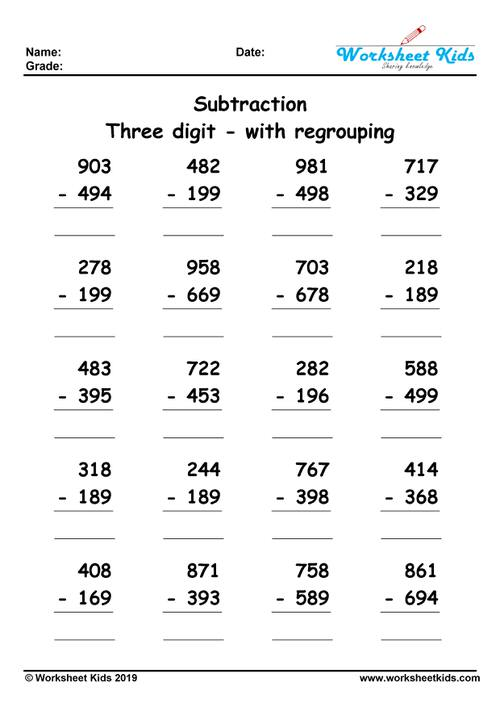 Name: Date:
Grade:
Worksheet Kids
Sharing knowledge
Subtraction
Three digit - with regrouping
903 482 981 717
- 494 - 199 - 498 - 329
278 958 703 218
- 199 - 669 - 678 - 189
483 722 282 588
- 395 - 453 - 196 - 499
318 244 767 414
- 189 - 189 - 398 - 368
408 871 758 861
- 169 - 393 - 589 - 694
© Worksheet Kids 2019 www.worksheetkids.com